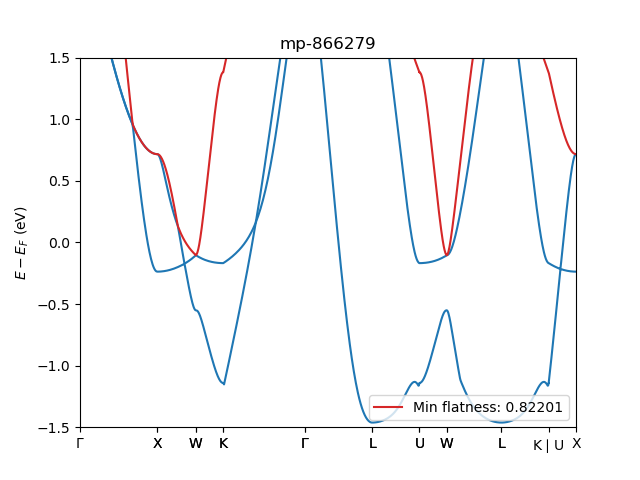 mp-866279
E − E_F (eV)
1.5
1.0
0.5
0.0
−0.5
−1.0
−1.5
Min flatness: 0.82201
Γ X W K Γ L U W L K | U X